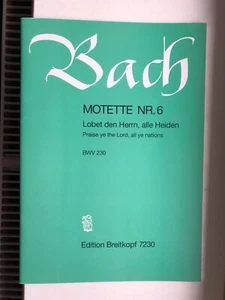 Bach
MOTETTE NR. 6
Lobet den Herrn, alle Heiden
Praise ye the Lord, all ye nations
BWV 230
Edition Breitkopf 7230